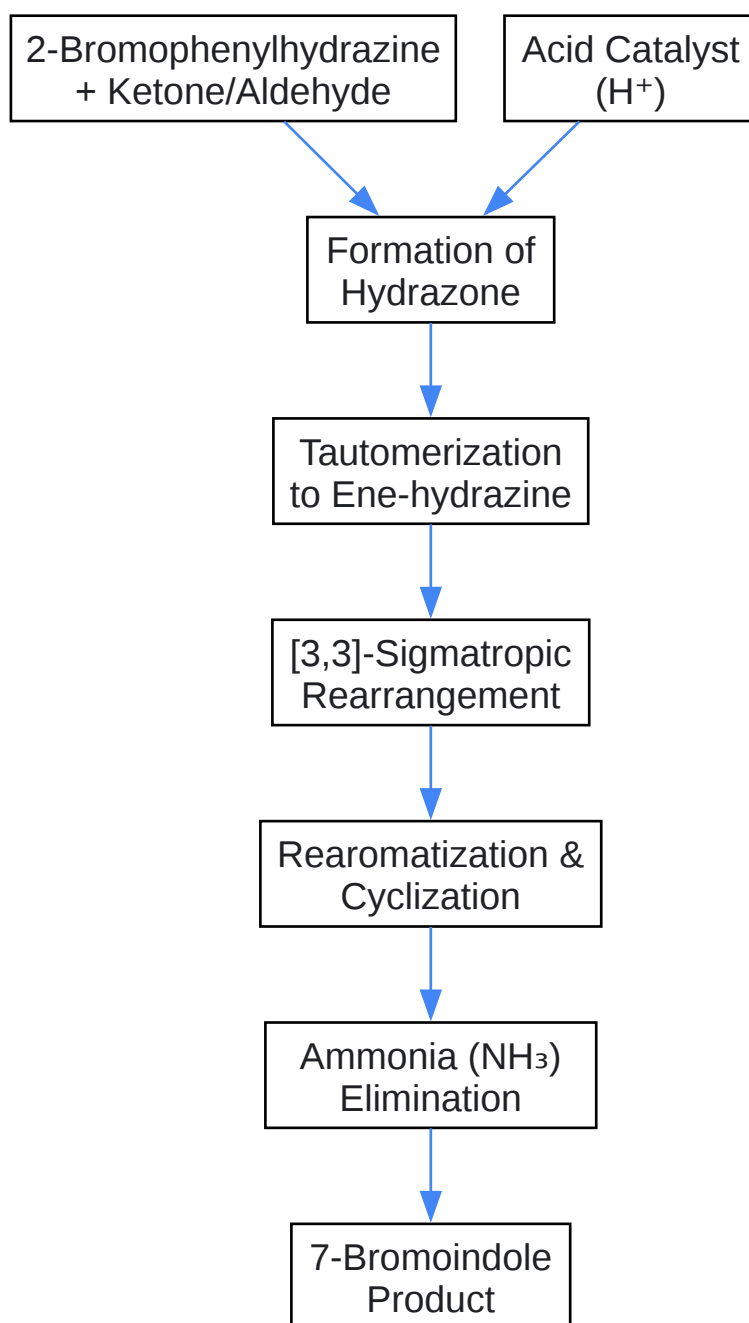 2-Bromophenylhydrazine
+ Ketone/Aldehyde
Acid Catalyst
(H⁺)
Formation of
Hydrazone
Tautomerization
to Ene-hydrazine
[3,3]-Sigmatropic
Rearrangement
Rearomatization &
Cyclization
Ammonia (NH₃)
Elimination
7-Bromoindole
Product